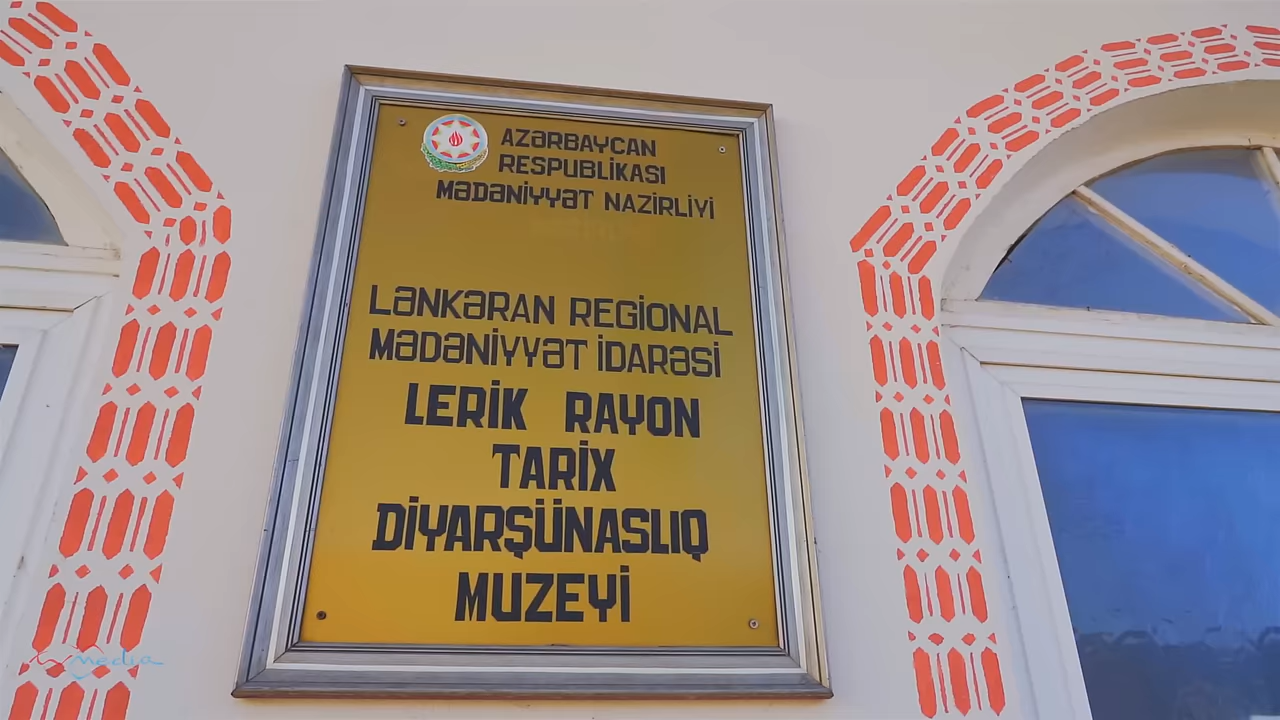 AZƏRBAYCAN
RESPUBLİKASI
MƏDƏNİYYƏT NAZİRLİYİ
LƏNKƏRAN REGİONAL
MƏDƏNİYYƏT İDARƏSİ
LERİK RAYON
TARİX
DİYARŞÜNASLIQ
MUZEYİ
media